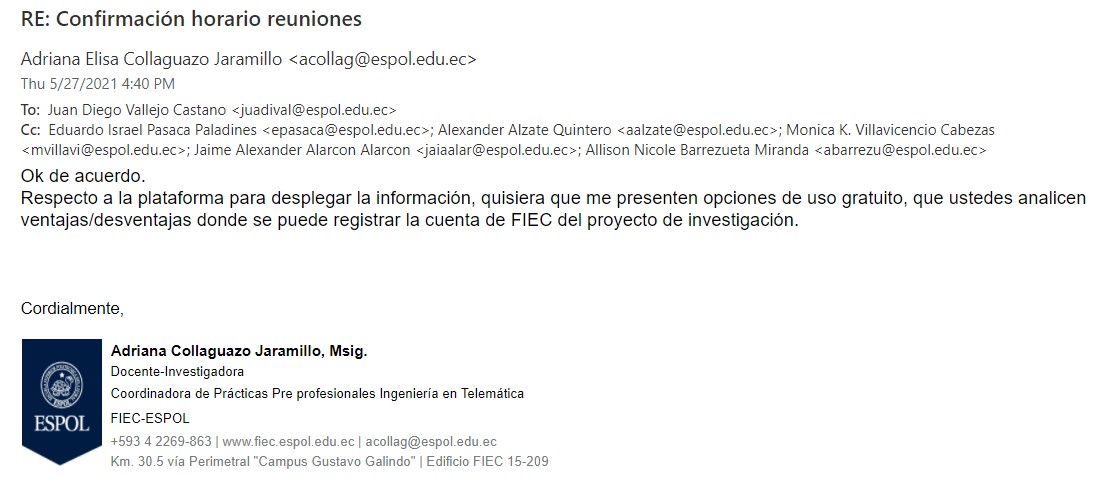 RE: Confirmación horario reuniones
Adriana Elisa Collaguazo Jaramillo <acollag@espol.edu.ec>
Thu 5/27/2021 4:40 PM
To: Juan Diego Vallejo Castano <juadival@espol.edu.ec>
Cc: Eduardo Israel Pasaca Paladines <epasaca@espol.edu.ec>; Alexander Alzate Quintero <aalzate@espol.edu.ec>; Monica K. Villavicencio Cabezas
<mvillavi@espol.edu.ec>; Jaime Alexander Alarcon Alarcon <jaiaalar@espol.edu.ec>; Allison Nicole Barrezueta Miranda <abarrezu@espol.edu.ec>
Ok de acuerdo.
Respecto a la plataforma para desplegar la información, quisiera que me presenten opciones de uso gratuito, que ustedes analicen
ventajas/desventajas donde se puede registrar la cuenta de FIEC del proyecto de investigación.
Cordialmente,
ESPOL
Adriana Collaguazo Jaramillo, Msig.
Docente-Investigadora
Coordinadora de Prácticas Pre profesionales Ingeniería en Telemática
FIEC-ESPOL
+593 4 2269-863 | www.fiec.espol.edu.ec | acollag@espol.edu.ec
Km. 30.5 vía Perimetral "Campus Gustavo Galindo" | Edificio FIEC 15-209